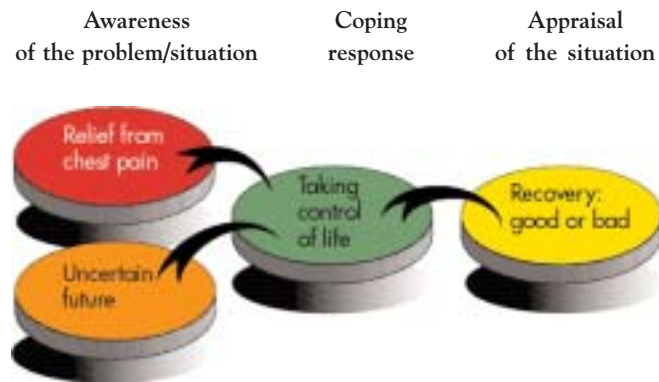 Awareness
of the problem/situation
Coping
response
Appraisal
of the situation
Relief from
chest pain
Uncertain
future
Taking
control
of life
Recovery:
good or bad